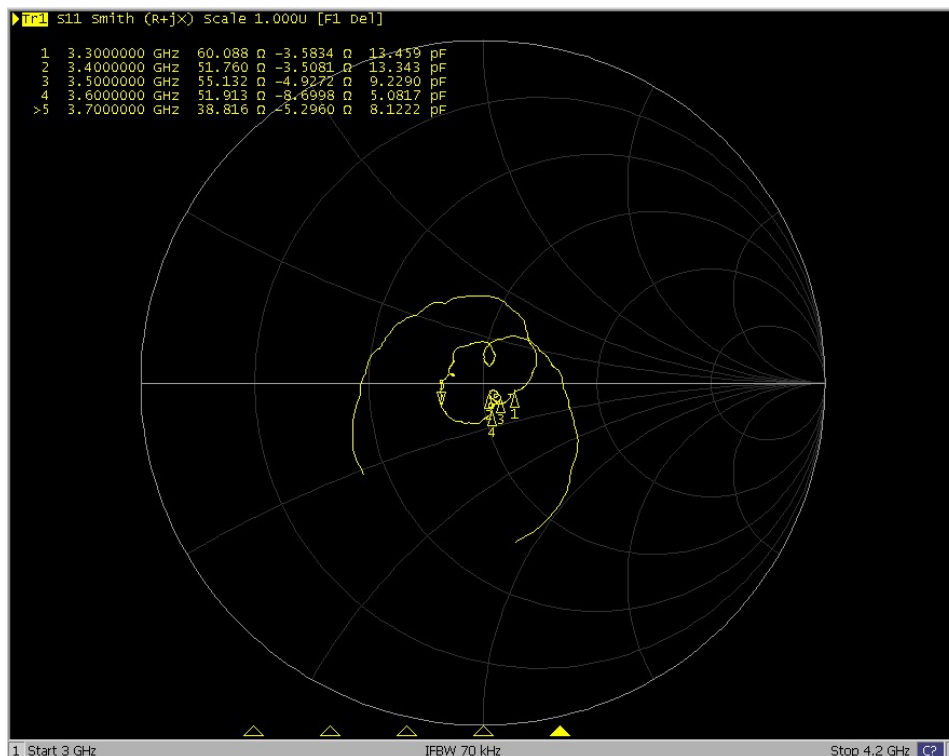 Tr1 S11 Smith (R+jX) Scale 1.000U [F1 Del]
1 3.3000000 GHz 60.088 Ω -3.5834 Ω 13.459 pF
2 3.4000000 GHz 51.760 Ω -3.5081 Ω 13.343 pF
3 3.5000000 GHz 55.132 Ω -4.9272 Ω 9.2290 pF
4 3.6000000 GHz 51.913 Ω -8.6998 Ω 5.0817 pF
>5 3.7000000 GHz 38.816 Ω -5.2960 Ω 8.1222 pF
3 1
4
1 Start 3 GHz IFBW 70 kHz Stop 4.2 GHz C?